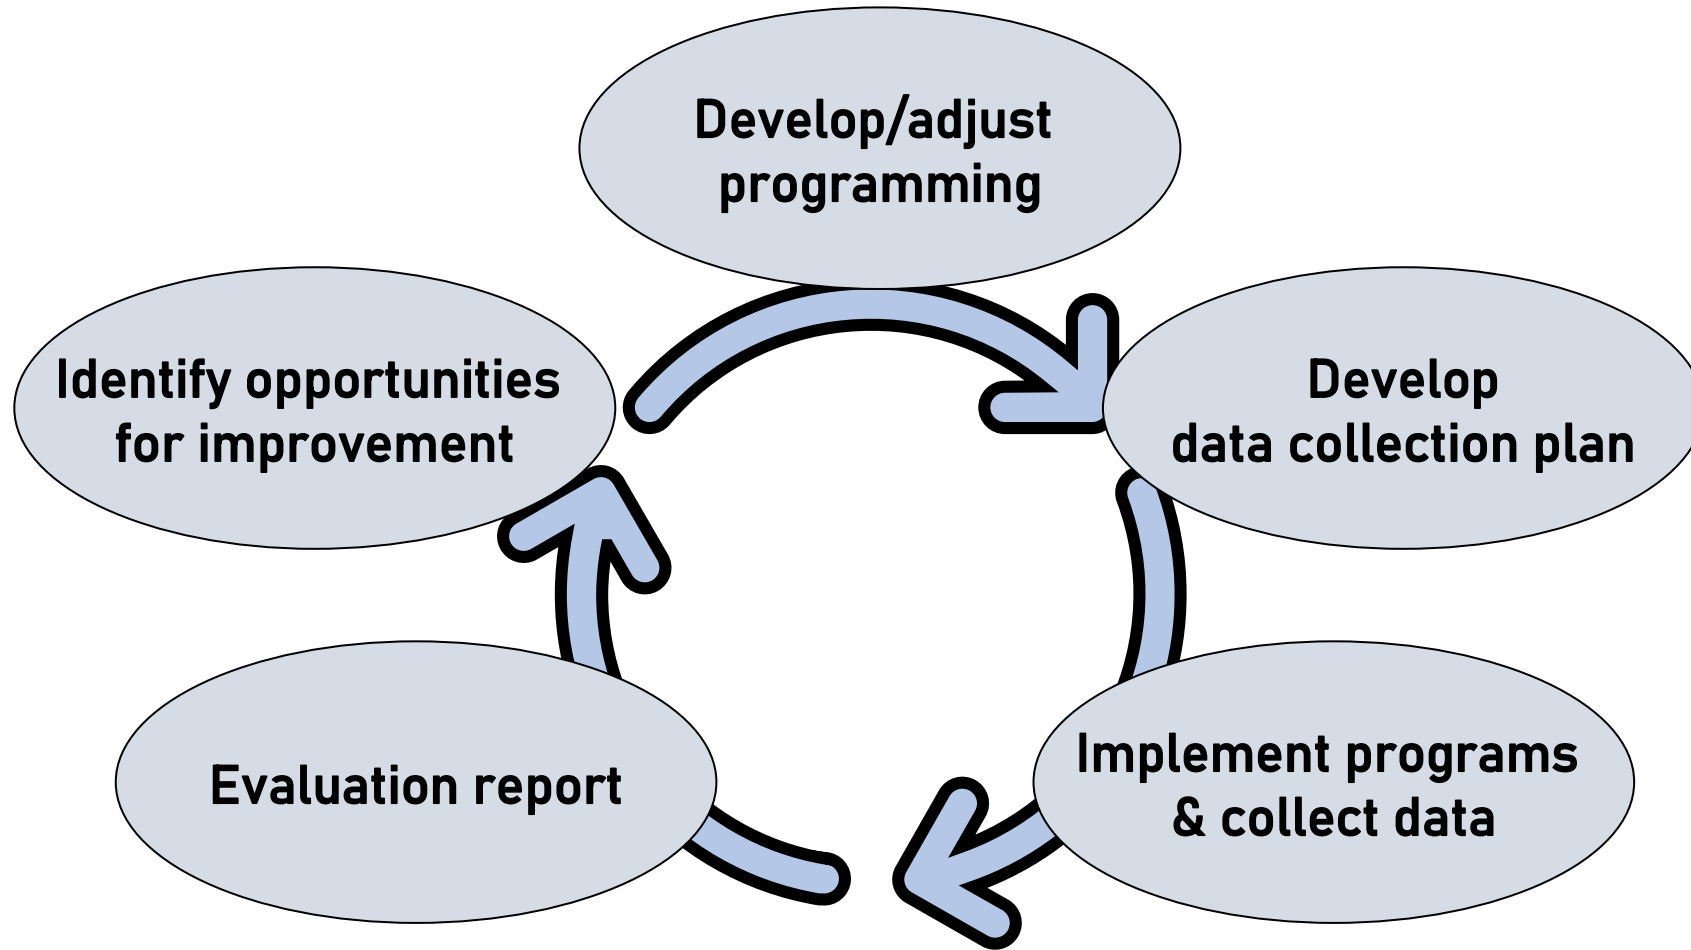 Develop/adjust
programming
Develop
data collection plan
Implement programs
& collect data
Evaluation report
Identify opportunities
for improvement